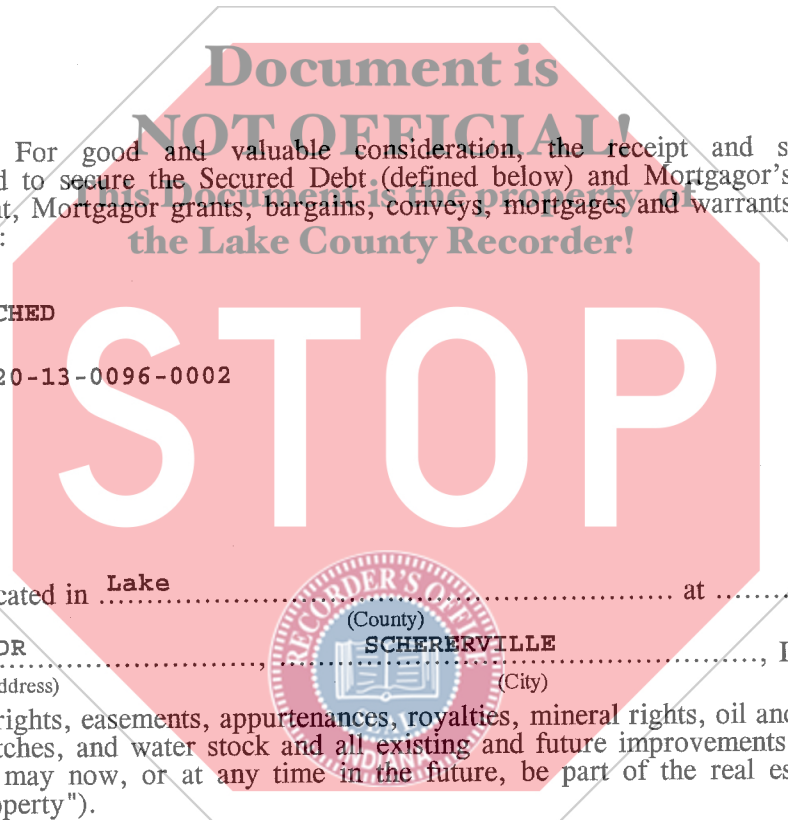 Document is
NOT OFFICIAL!
For good and valuable consideration, the receipt and s
d to secure the Secured Debt (defined below) and Mortgagor's
This Document is the property of
t, Mortgagor grants, bargains, conveys, mortgages and warrants
:
the Lake County Recorder!
CHED
20-13-0096-0002
STOP
cated in Lake at
(County)
DR , SCHERERVILLE , I
ddress) (City)
RECORDER'S OFFICE
INDIANA
rights, easements, appurtenances, royalties, mineral rights, oil and
tches, and water stock and all existing and future improvements
may now, or at any time in the future, be part of the real es
operty").